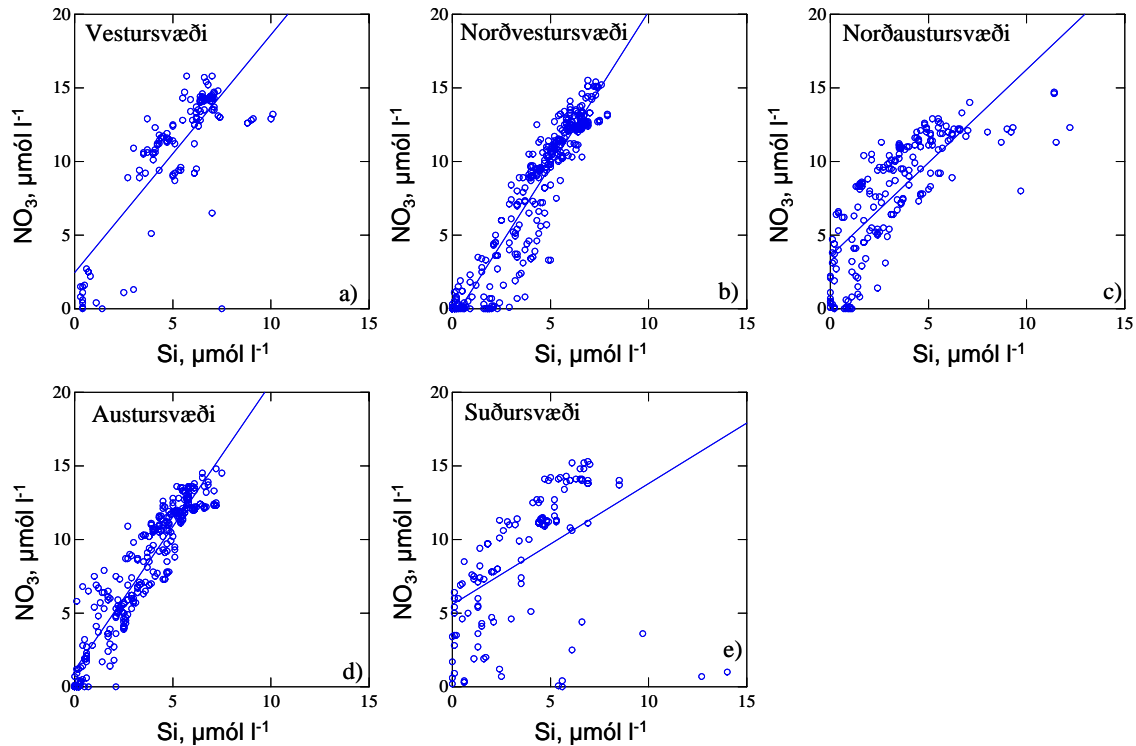 Vestursvæði
20
15
10
5
0
NO₃, µmól l⁻¹
0 5 10 15
Si, µmól l⁻¹
a)
Norðvestursvæði
20
15
10
5
0
NO₃, µmól l⁻¹
0 5 10 15
Si, µmól l⁻¹
b)
Norðaustursvæði
20
15
10
5
0
NO₃, µmól l⁻¹
0 5 10 15
Si, µmól l⁻¹
c)
Austursvæði
20
15
10
5
0
NO₃, µmól l⁻¹
0 5 10 15
Si, µmól l⁻¹
d)
Suðursvæði
20
15
10
5
0
NO₃, µmól l⁻¹
0 5 10 15
Si, µmól l⁻¹
e)